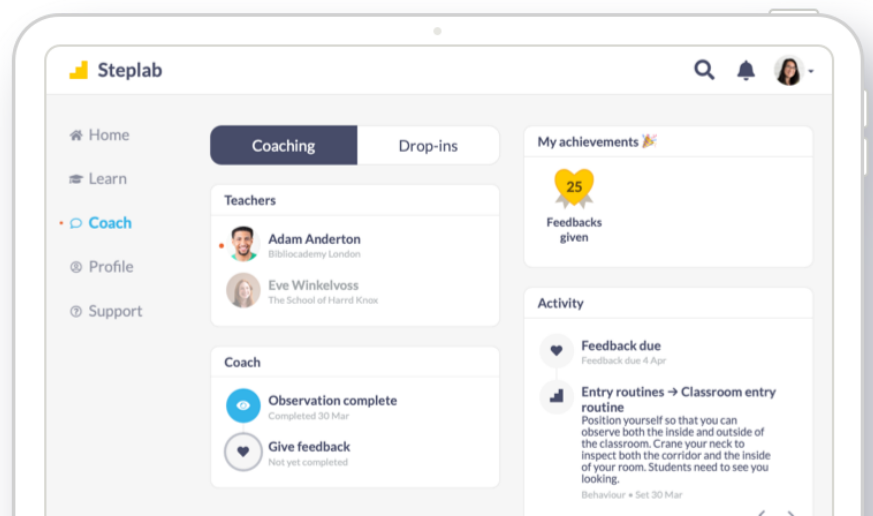 Steplab
Home
Learn
Coach
Profile
Support
Coaching
Drop-ins
Teachers
Adam Anderton
Bibliocademy London
Eve Winkelvoss
The School of Harrd Knox
Coach
Observation complete
Completed 30 Mar
Give feedback
Not yet completed
My achievements 🎉
25
Feedbacks
given
Activity
Feedback due
Feedback due 4 Apr
Entry routines → Classroom entry
routine
Position yourself so that you can
observe both the inside and outside of
the classroom. Crane your neck to
inspect both the corridor and the inside
of your room. Students need to see you
looking.
Behaviour • Set 30 Mar